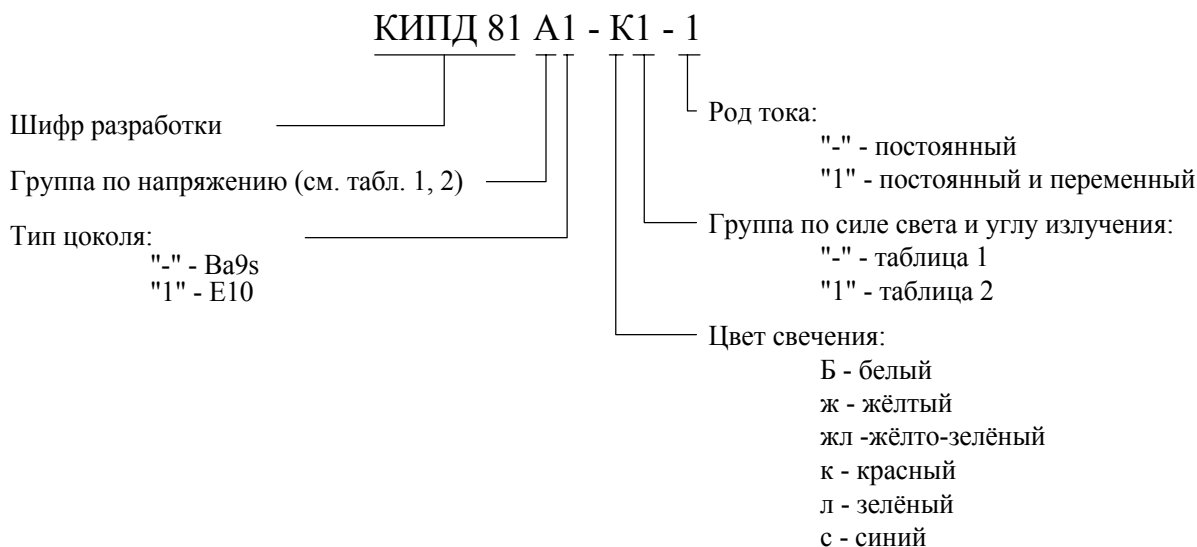 КИПД 81 А1 - К1 - 1
Шифр разработки
Группа по напряжению (см. табл. 1, 2)
Тип цоколя:
"-" - Ba9s
"1" - E10
Род тока:
"-" - постоянный
"1" - постоянный и переменный
Группа по силе света и углу излучения:
"-" - таблица 1
"1" - таблица 2
Цвет свечения:
Б - белый
ж - жёлтый
жл -жёлто-зелёный
к - красный
л - зелёный
с - синий